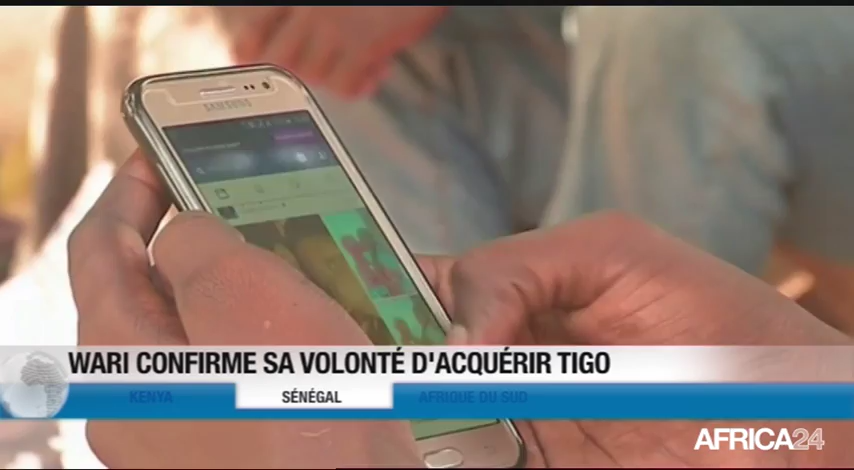 SAMSUNG
WARI CONFIRME SA VOLONTÉ D'ACQUÉRIR TIGO
KENYA
SÉNÉGAL
AFRIQUE DU SUD
AFRICA24